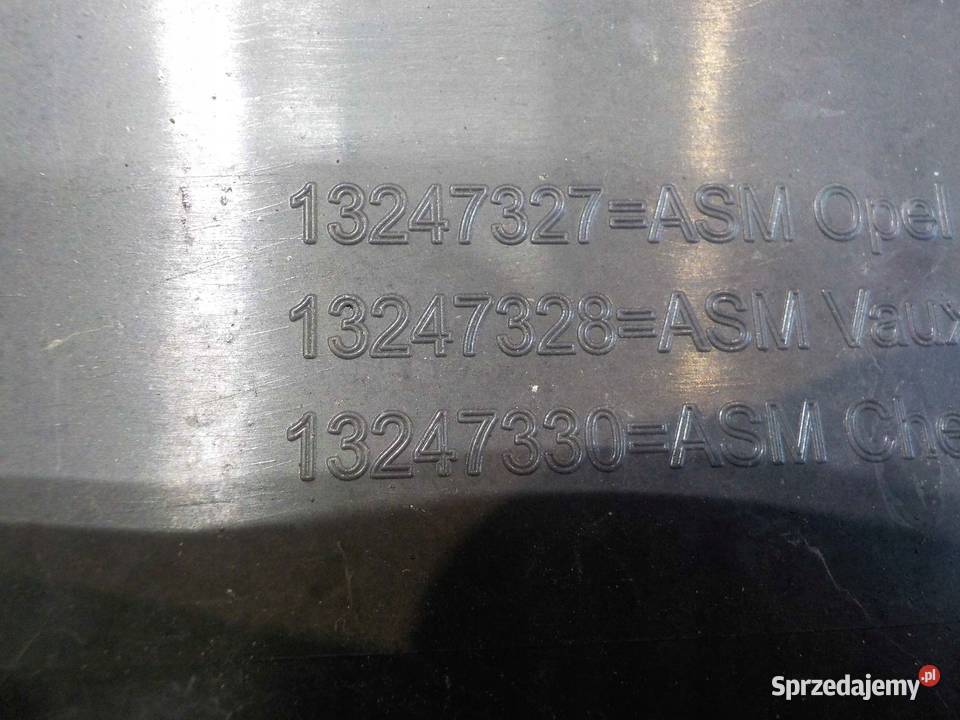 13247327=ASM Opel
13247328=ASM Vaux
13247330=ASM Che
Sprzedajemy.pl